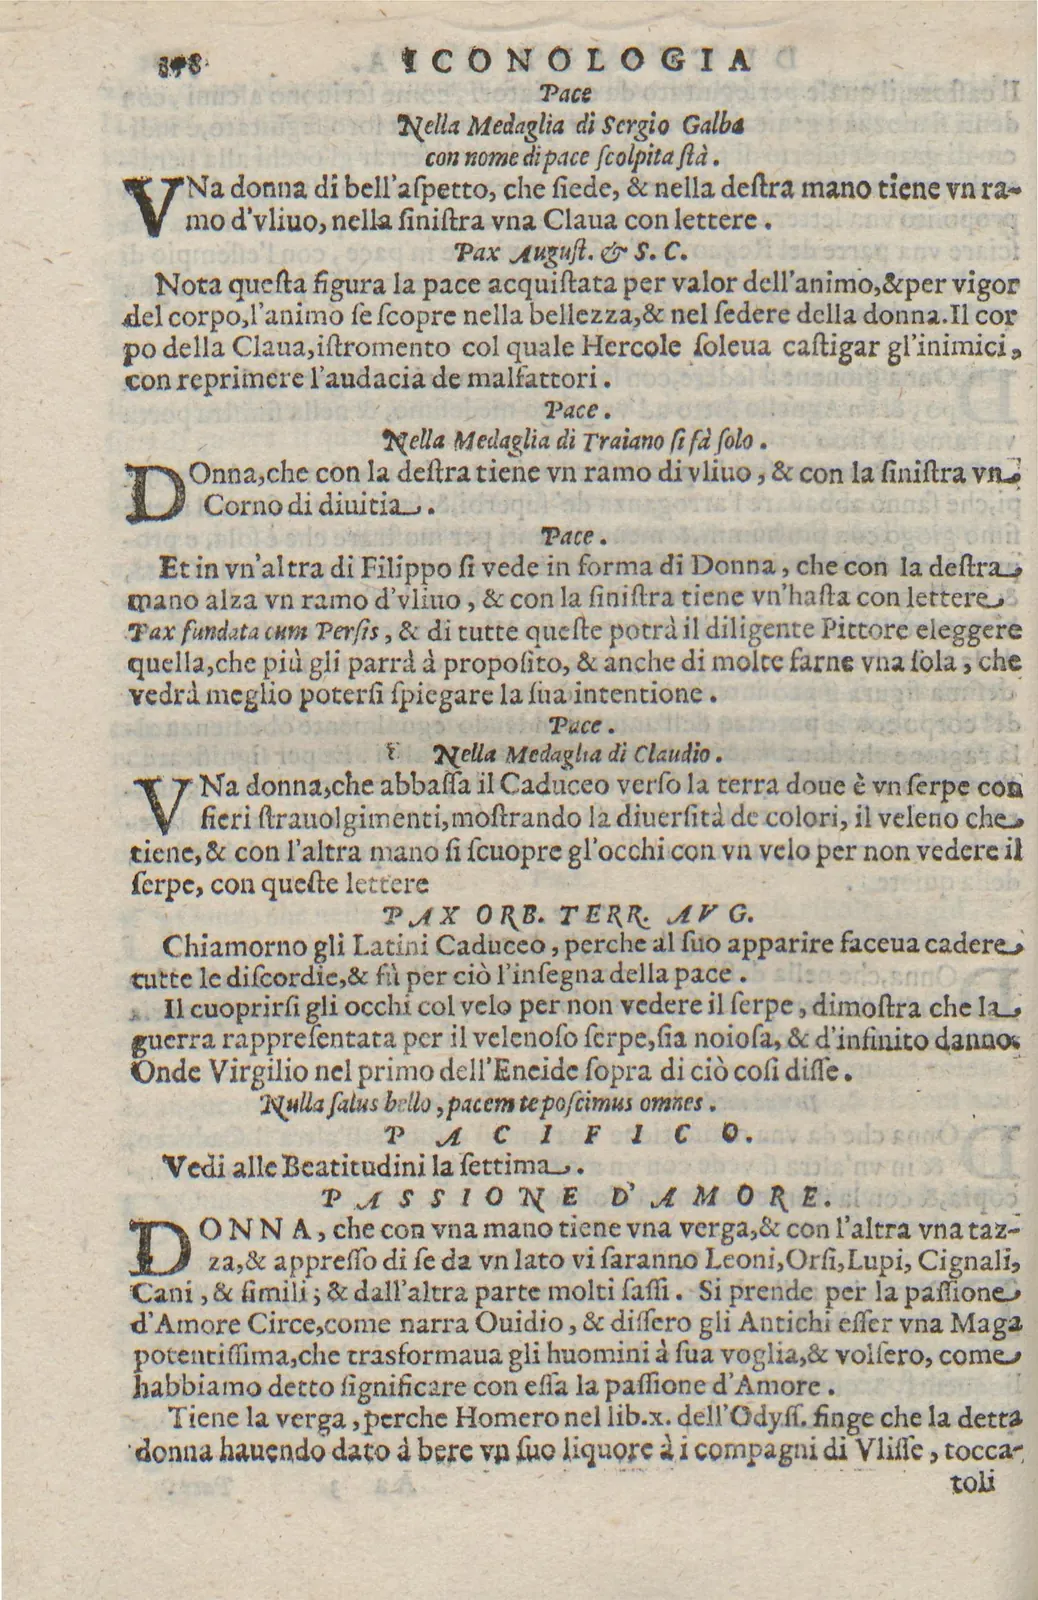 ICONOLOGIA
Pace
Nella Medaglia di Sergio Galba
con nome di pace ſcolpita ſtà.
VNa donna di bell'aſpetto, che ſiede, & nella deſtra mano tiene vn ra-
mo d'vliuo, nella ſiniſtra vna Claua con lettere.
Pax Auguſt. & S. C.
Nota queſta figura la pace acquiſtata per valor dell'animo,&per vigor
del corpo,l'animo ſe ſcopre nella bellezza,& nel ſedere della donna.Il cor
po della Claua,iſtromento col quale Hercole ſoleua caſtigar gl'inimici,
con reprimere l'audacia de malfattori.
Pace.
Nella Medaglia di Traiano ſi fà ſolo.
DOnna,che con la deſtra tiene vn ramo di vliuo, & con la ſiniſtra vn
Corno di diuitia.
Pace.
Et in vn'altra di Filippo ſi vede in forma di Donna, che con la deſtra
mano alza vn ramo d'vliuo, & con la ſiniſtra tiene vn'haſta con lettere
Pax fundata cum Perſis, & di tutte queſte potrà il diligente Pittore eleggere
quella,che più gli parrà à propoſito, & anche di molte farne vna ſola, che
vedrà meglio poterſi ſpiegare la ſua intentione.
Pace.
Nella Medaglia di Claudio.
VNa donna,che abbaſſa il Caduceo verſo la terra doue è vn ſerpe con
fieri ſtrauolgimenti,moſtrando la diuerſità de colori, il veleno che
tiene,& con l'altra mano ſi ſcuopre gl'occhi con vn velo per non vedere il
ſerpe, con queſte lettere
PAX ORB. TERR. AVG.
Chiamorno gli Latini Caduceo, perche al ſuo apparire faceua cadere
tutte le diſcordie,& fù per ciò l'inſegna della pace.
Il cuoprirſi gli occhi col velo per non vedere il ſerpe, dimoſtra che la
guerra rappreſentata per il velenoſo ſerpe,ſia noioſa, & d'infinito danno.
Onde Virgilio nel primo dell'Eneide ſopra di ciò coſi diſſe.
Nulla ſalus bello, pacem te poſcimus omnes.
PACIFICO.
Vedi alle Beatitudini la ſettima.
PASSIONE D'AMORE.
DONNA, che con vna mano tiene vna verga,& con l'altra vna taz-
za,& appreſſo di ſe da vn lato vi ſaranno Leoni,Orſi,Lupi, Cignali,
Cani, & ſimili; & dall'altra parte molti ſaſſi. Si prende per la paſſione
d'Amore Circe,come narra Ouidio, & diſſero gli Antichi eſſer vna Maga
potentiſſima,che trasformaua gli huomini à ſua voglia,& volſero, come
habbiamo detto ſignificare con eſſa la paſſione d'Amore.
Tiene la verga, perche Homero nel lib.x. dell'Odyſſ. finge che la detta
donna hauendo dato à bere vn ſuo liquore à i compagni di Vliſſe, tocca-
toli